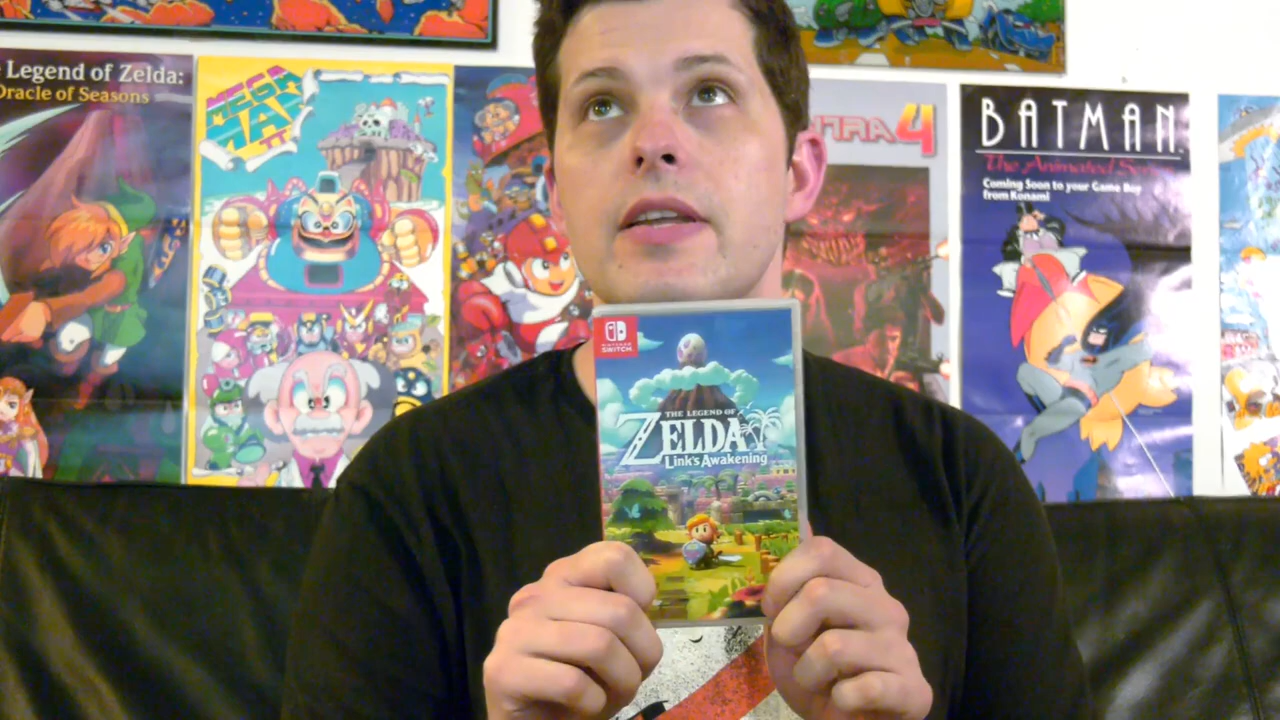 Legend of Zelda:
Oracle of Seasons
MEGA
MAN
CONTRA 4
BATMAN
The Animated Series
Coming Soon to your Game Boy
from Konami
NINTENDO
SWITCH
THE LEGEND OF
ZELDA
Link's Awakening